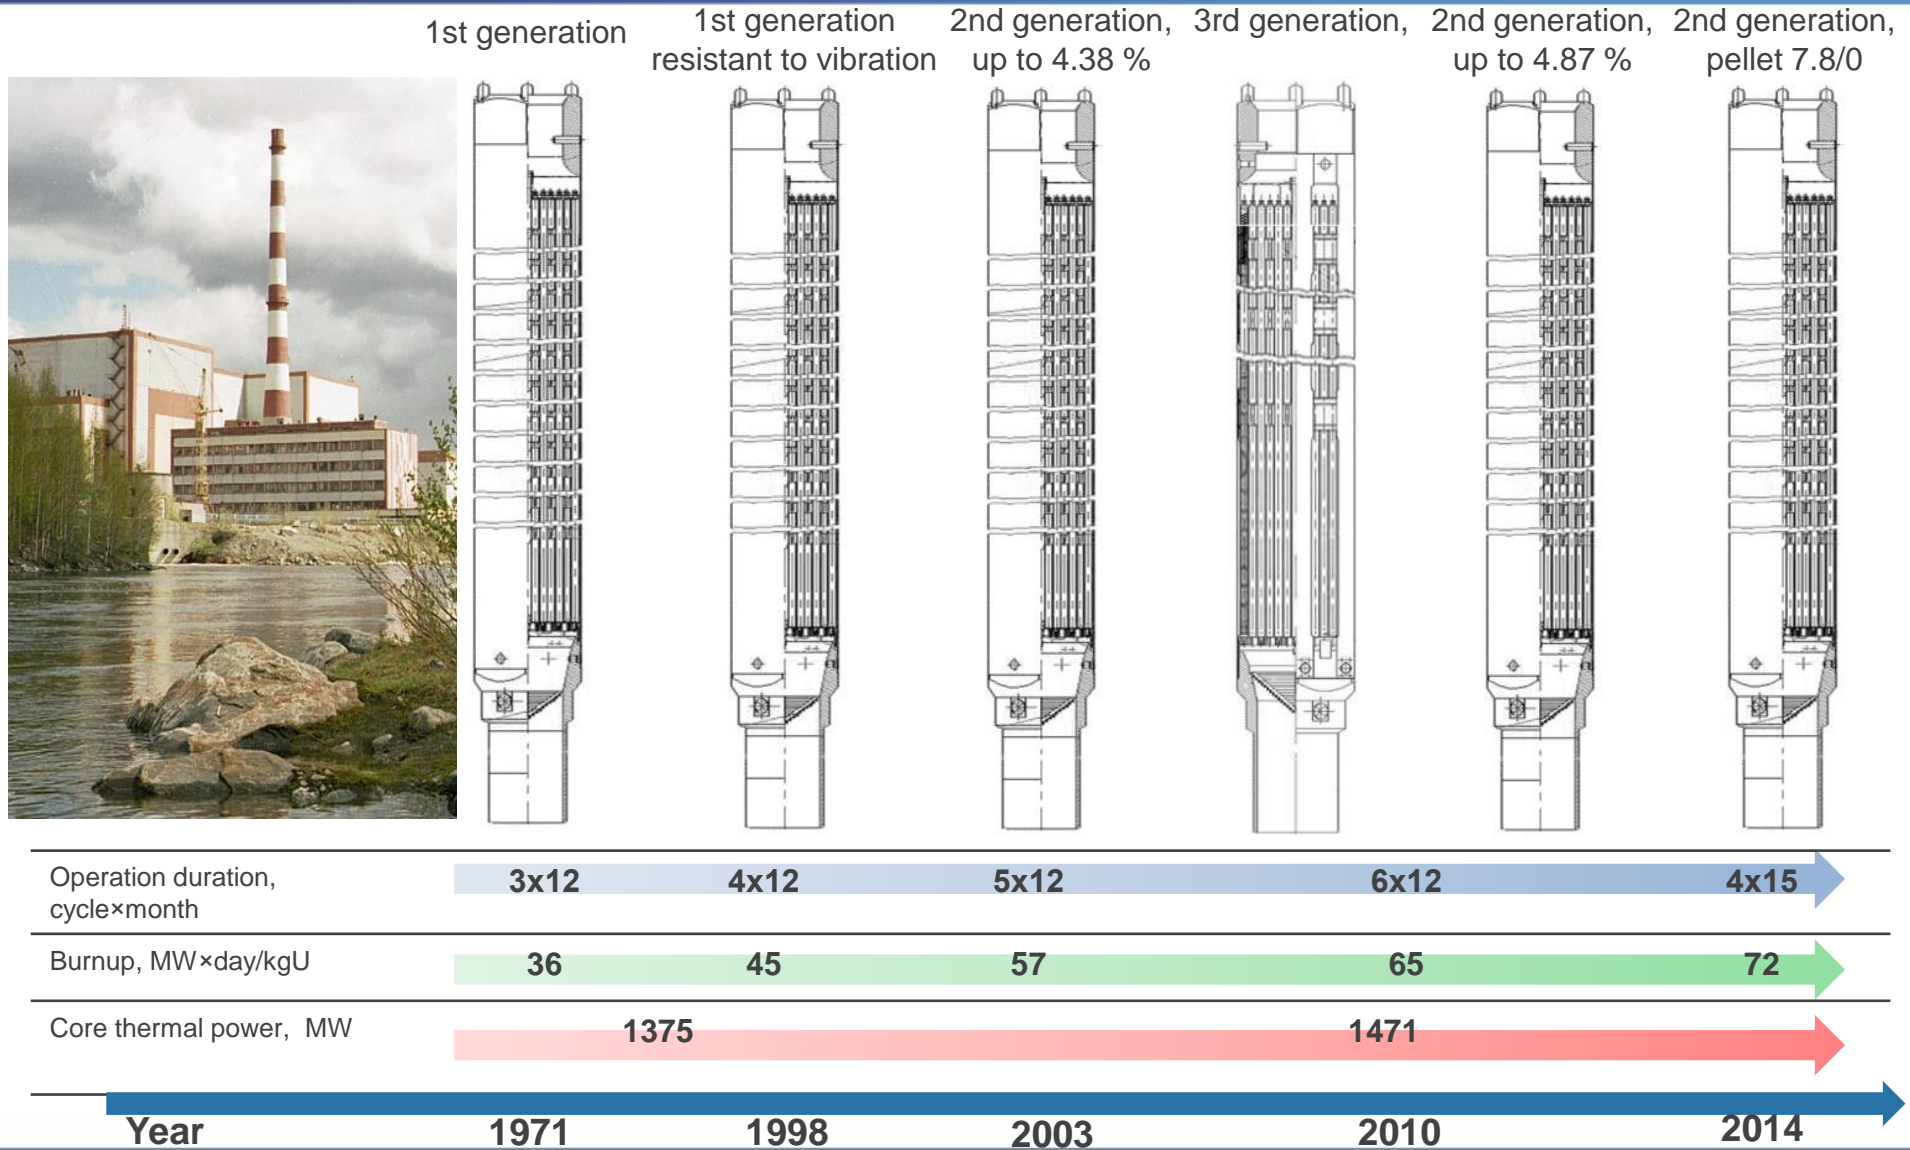 1st generation
1st generation
resistant to vibration
2nd generation,
up to 4.38 %
3rd generation,
2nd generation,
up to 4.87 %
2nd generation,
pellet 7.8/0
Operation duration,
cycle×month
3x12 4x12 5x12 6x12 4x15
Burnup, MW×day/kgU 36 45 57 65 72
Core thermal power, MW 1375 1471
Year 1971 1998 2003 2010 2014